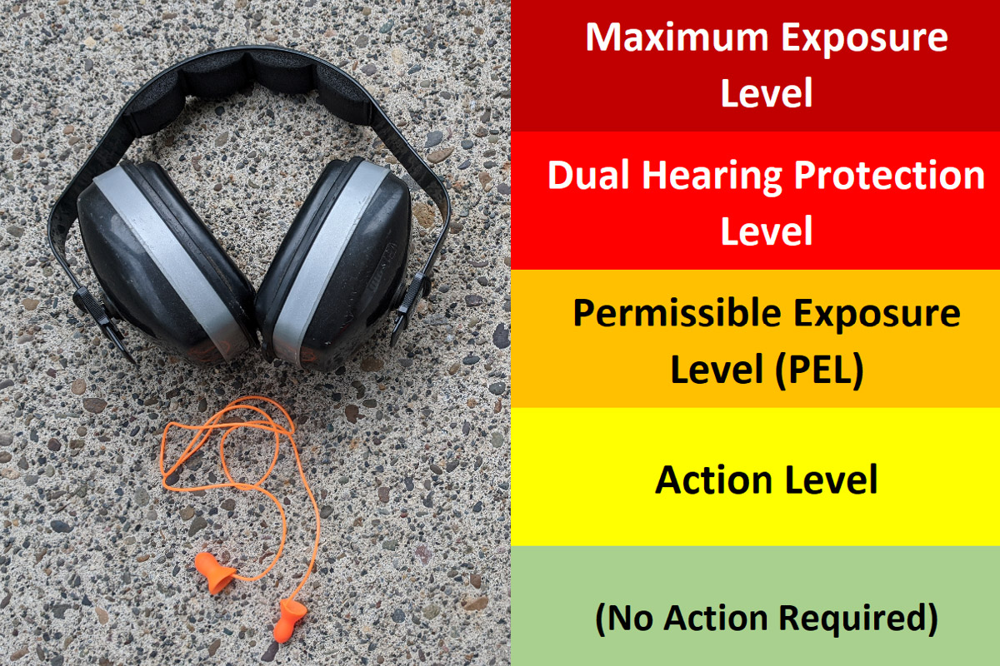 Maximum Exposure
Level
Dual Hearing Protection
Level
Permissible Exposure
Level (PEL)
Action Level
(No Action Required)